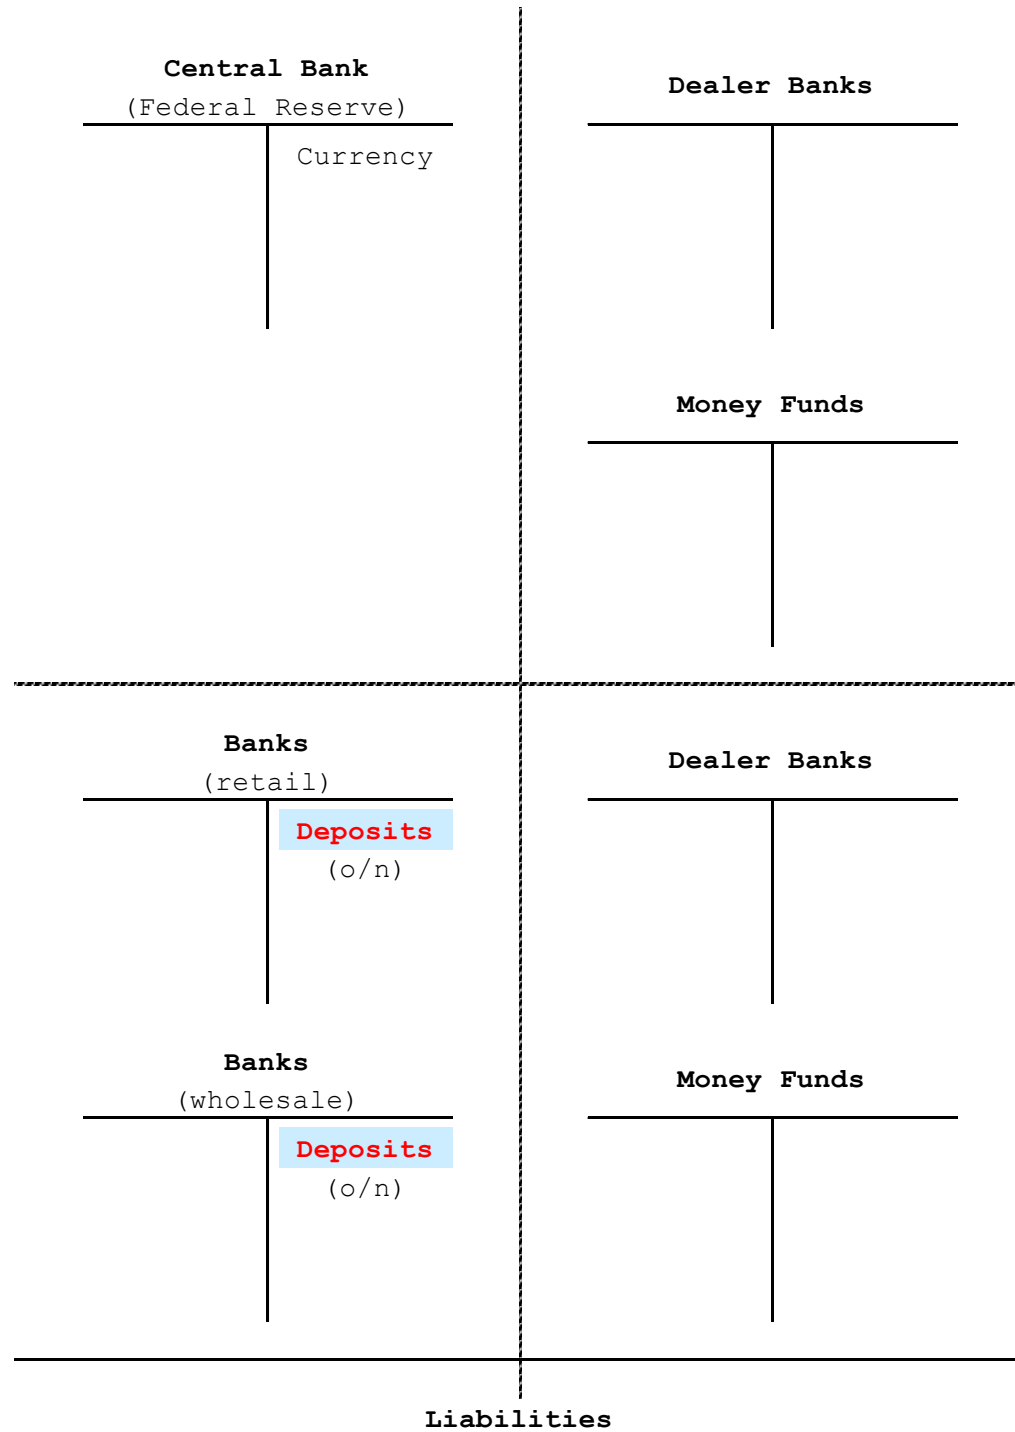 Central Bank
(Federal Reserve)
Currency
Dealer Banks
Money Funds
Banks
(retail)
Deposits
(o/n)
Dealer Banks
Banks
(wholesale)
Deposits
(o/n)
Money Funds
Liabilities